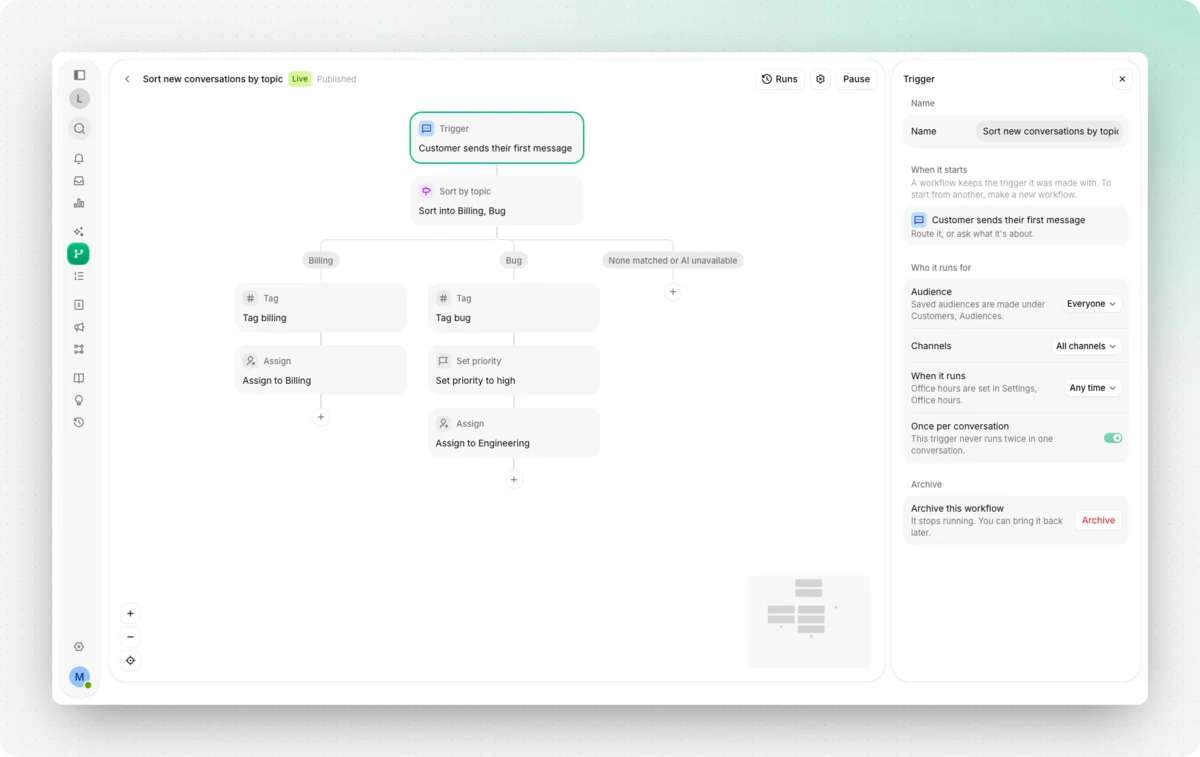 L
M
Sort new conversations by topic Live Published
Runs
Pause
Trigger
Customer sends their first message
Sort by topic
Sort into Billing, Bug
Billing
Bug
None matched or AI unavailable
Tag
Tag billing
Tag
Tag bug
Assign
Assign to Billing
Set priority
Set priority to high
Assign
Assign to Engineering
Trigger
Name
Name
Sort new conversations by topic
When it starts
A workflow keeps the trigger it was made with. To
start from another, make a new workflow.
Customer sends their first message
Route it, or ask what it's about.
Who it runs for
Audience
Saved audiences are made under
Customers, Audiences.
Everyone
Channels
All channels
When it runs
Office hours are set in Settings,
Office hours.
Any time
Once per conversation
This trigger never runs twice in one
conversation.
Archive
Archive this workflow
It stops running. You can bring it back
later.
Archive